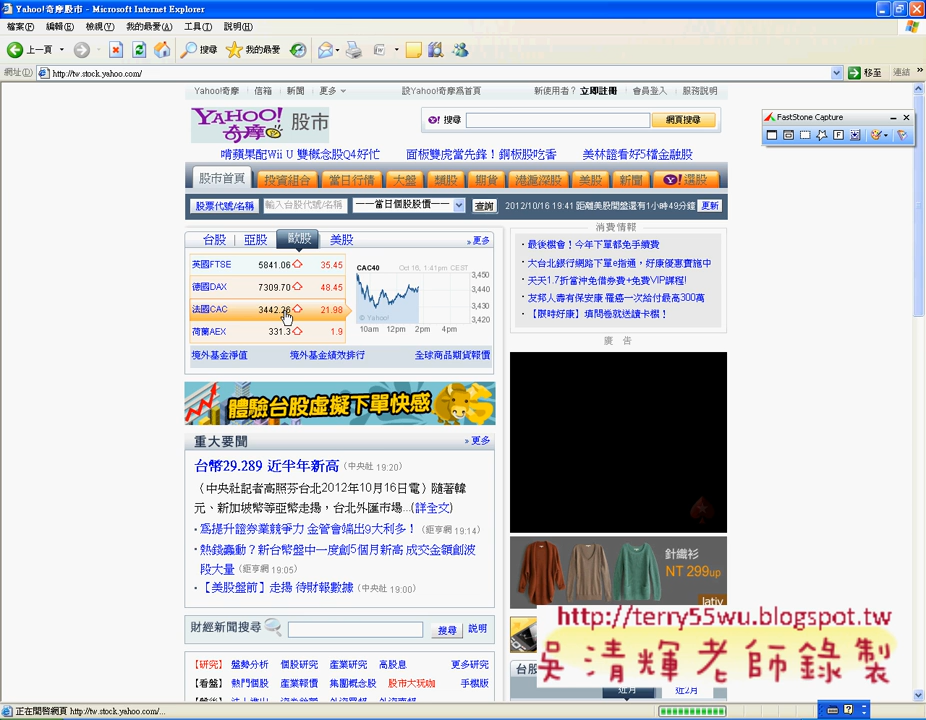 Yahoo!奇摩股市 - Microsoft Internet Explorer
檔案(F) 編輯(E) 檢視(V) 我的最愛(A) 工具(T) 說明(H)
上一頁 搜尋 我的最愛
網址(D) http://tw.stock.yahoo.com/ 移至 連結
Yahoo!奇摩 信箱 新聞 更多 設Yahoo!奇摩為首頁 新使用者？立即註冊 會員登入 服務說明
YAHOO! 奇摩 股市
Y! 搜尋 網頁搜尋
FastStone Capture
啃蘋果配Wii U 雙概念股Q4好忙 面板雙虎當先鋒！銅板股吃香 美林證看好5檔金融股
股市首頁 投資組合 當日行情 大盤 類股 期貨 港滬深股 美股 新聞 Y!選股
股票代號/名稱 輸入台股代號/名稱 ——當日個股股價—— 查詢 2012/10/16 19:41 距離美股開盤還有1小時49分鐘 更新
台股 亞股 歐股 美股 » 更多
英國FTSE 5841.06 35.45
德國DAX 7309.70 48.45
法國CAC 3442.26 21.98
荷蘭AEX 331.3 1.9
CAC40 Oct 16, 1:41pm CEST
3,450
3,440
3,430
3,420
© Yahoo!
10am 12pm 2pm 4pm
境外基金淨值 境外基金績效排行 全球商品期貨報價
消費情報
最後機會！今年下單都免手續費
大台北銀行網路下單e指通，好康優惠實施中
天天1.7折當沖免借券費+免費VIP課程!
友邦人壽有保安康 罹癌一次給付最高300萬
【限時好康】填問卷就送讀卡機！
廣 告
體驗台股虛擬下單快感
重大要聞 » 更多
台幣29.289 近半年新高 (中央社 19:20)
（中央社記者高照芬台北2012年10月16日電）隨著韓
元、新加坡幣等亞幣走揚，台北外匯市場...(詳全文)
為提升證券業競爭力 金管會端出9大利多！ (鉅亨網 19:14)
熱錢蠢動？新台幣盤中一度創5個月新高 成交金額創波
段大量 (鉅亨網 19:05)
【美股盤前】走揚 待財報數據 (中央社 19:00)
針織衫
NT 299up
lativ
財經新聞搜尋 搜尋 說明
【研究】 盤勢分析 個股研究 產業研究 高股息 更多研究
【看盤】 熱門個股 產業報價 集團概念股 股市大玩咖 手機版
台股
近月 近2月
http://terry55wu.blogspot.tw
吳清輝老師錄製
正在開啟網頁 http://tw.stock.yahoo.com/...